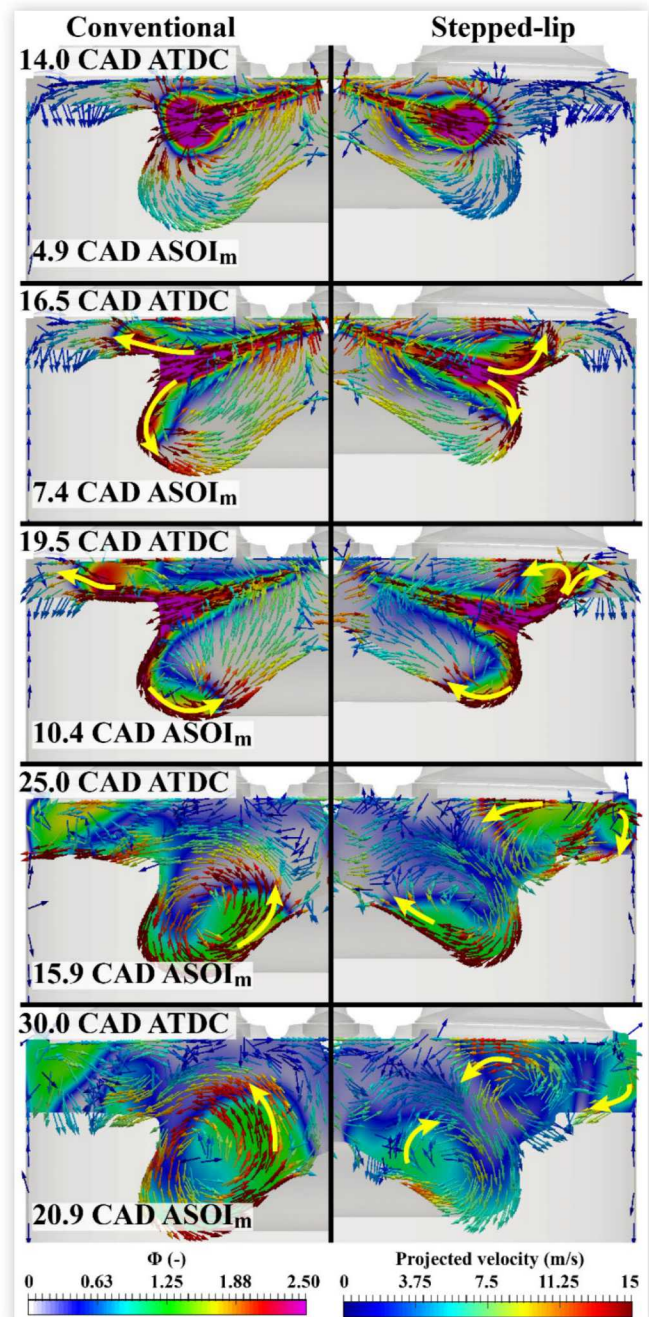 Conventional Stepped-lip
14.0 CAD ATDC
4.9 CAD ASOIm
16.5 CAD ATDC
7.4 CAD ASOIm
19.5 CAD ATDC
10.4 CAD ASOIm
25.0 CAD ATDC
15.9 CAD ASOIm
30.0 CAD ATDC
20.9 CAD ASOIm
Φ (-) Projected velocity (m/s)
0 0.63 1.25 1.88 2.50 0 3.75 7.5 11.25 15